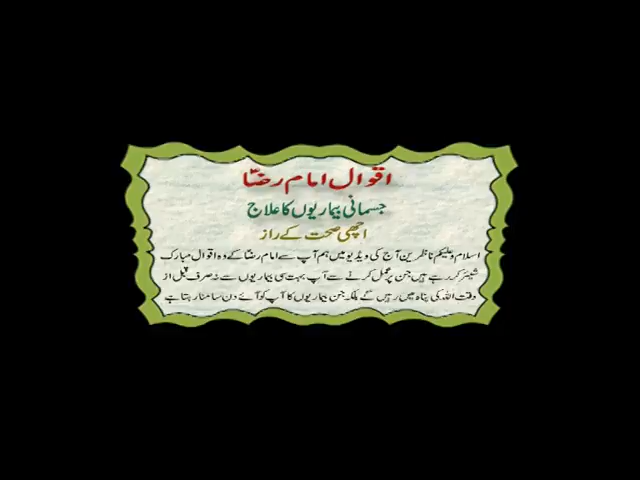 اقوال امام رضاؑ
جسمانی بیماریوں کا علاج
اچھی صحت کے راز
اسلام وعلیکم ناظرین آج کی ویڈیو میں ہم آپ سے امام رضاؑ کے وہ اقوال مبارک
شیئر کر رہے ہیں جن پر عمل کرنے سے آپ بہت سی بیماریوں سے نہ صرف قبل از
وقت اللہ کی پناہ میں رہیں گے بلکہ جن بیماریوں کا آپ کو آئے دن سامنا رہتا ہے